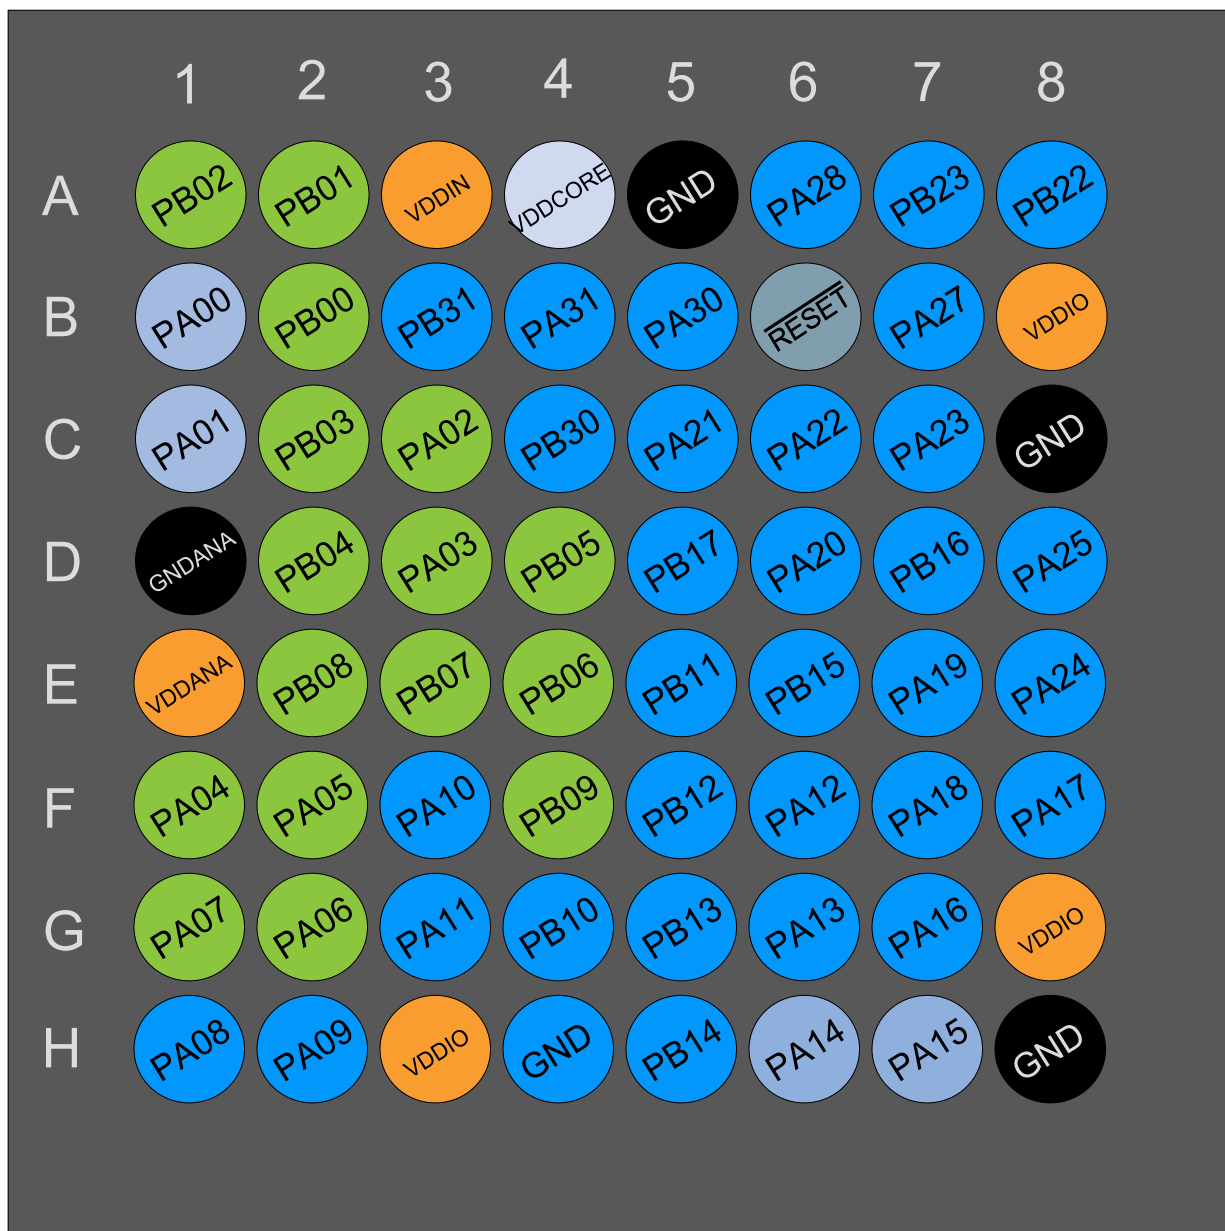 1 2 3 4 5 6 7 8
A PB02 PB01 VDDIN VDDCORE GND PA28 PB23 PB22
B PA00 PB00 PB31 PA31 PA30 RESET PA27 VDDIO
C PA01 PB03 PA02 PB30 PA21 PA22 PA23 GND
D GNDANA PB04 PA03 PB05 PB17 PA20 PB16 PA25
E VDDANA PB08 PB07 PB06 PB11 PB15 PA19 PA24
F PA04 PA05 PA10 PB09 PB12 PA12 PA18 PA17
G PA07 PA06 PA11 PB10 PB13 PA13 PA16 VDDIO
H PA08 PA09 VDDIO GND PB14 PA14 PA15 GND